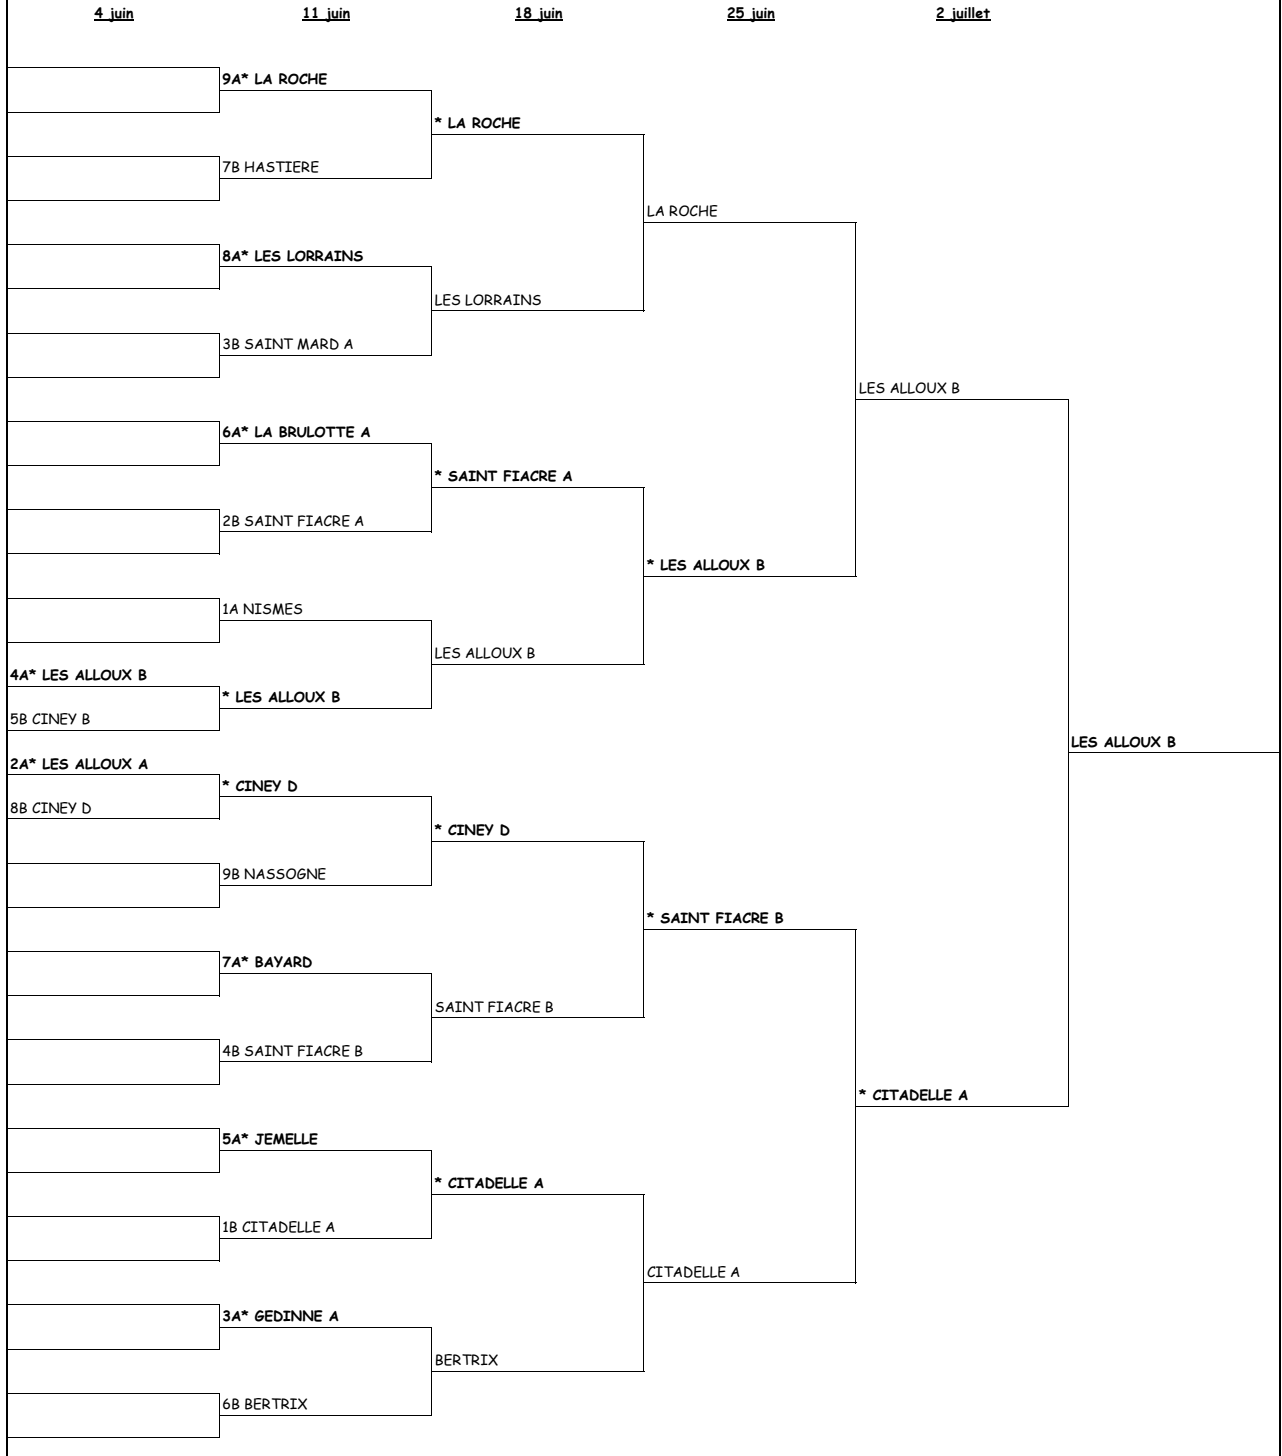 4 juin
11 juin
18 juin
25 juin
2 juillet
9A* LA ROCHE
* LA ROCHE
7B HASTIERE
LA ROCHE
8A* LES LORRAINS
LES LORRAINS
3B SAINT MARD A
LES ALLOUX B
6A* LA BRULOTTE A
* SAINT FIACRE A
2B SAINT FIACRE A
* LES ALLOUX B
1A NISMES
LES ALLOUX B
4A* LES ALLOUX B
* LES ALLOUX B
5B CINEY B
LES ALLOUX B
2A* LES ALLOUX A
* CINEY D
8B CINEY D
* CINEY D
9B NASSOGNE
* SAINT FIACRE B
7A* BAYARD
SAINT FIACRE B
4B SAINT FIACRE B
* CITADELLE A
5A* JEMELLE
* CITADELLE A
1B CITADELLE A
CITADELLE A
3A* GEDINNE A
BERTRIX
6B BERTRIX